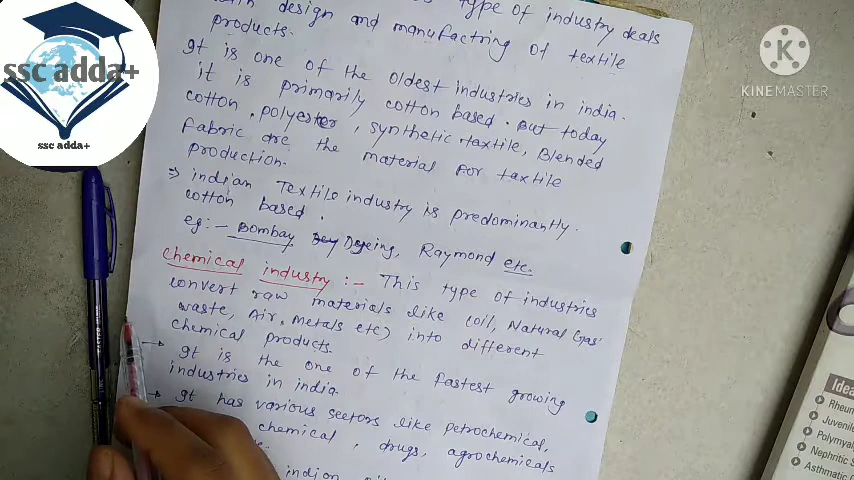 type of industry deals
design and manufactring of textile
products.
It is one of the oldest industries in india.
it is primarily cotton based. But today
cotton, polyester, synthetic taxtile, Blended
Fabric are the material for taxtile
production.
⇒ indian Textile industry is predominantly
cotton based.
eg:- Bombay Dyeing, Raymond etc.
Chemical industry :- This type of industries
convert raw materials like (oil, Natural Gas
waste, Air, Metals etc) into different
chemical products.
→ It is the one of the fastest growing
industries in india.
→ It has various sectors like petrochemical,
chemical, drugs, agrochemicals
indian
ssc adda+
ssc adda+
KINEMASTER
Idea
Rheum
Juvenile
Polymyal
Nephritic S
Asthmatic